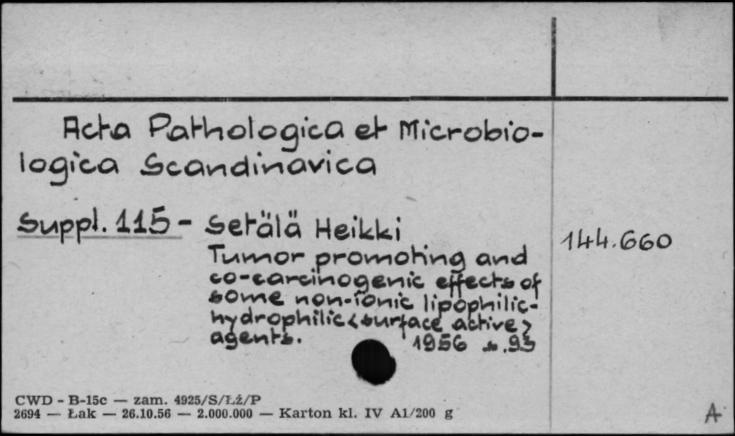 Acta Pathologica et Microbio-
logica Scandinavica
Suppl. 115 - Setälä Heikki
144.660
Tumor promoting and
co-carcinogenic effects of
some non-ionic lipophilic-
hydrophilic <surface active>
agents. 1956 s. 93
CWD - B-15c — zam. 4925/S/Łż/P
2694 — Łak — 26.10.56 — 2.000.000 — Karton kl. IV A1/200 g
A